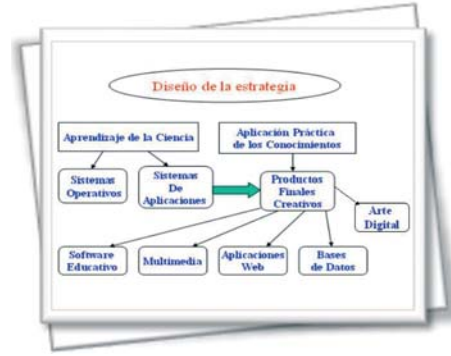 Diseño de la estrategia
Aprendizaje de la Ciencia
Aplicación Práctica
de los Conocimientos
Sistemas
Operativos
Sistemas
De
Aplicaciones
Productos
Finales
Creativos
Arte
Digital
Software
Educativo
Multimedia
Aplicaciones
Web
Bases
de Datos